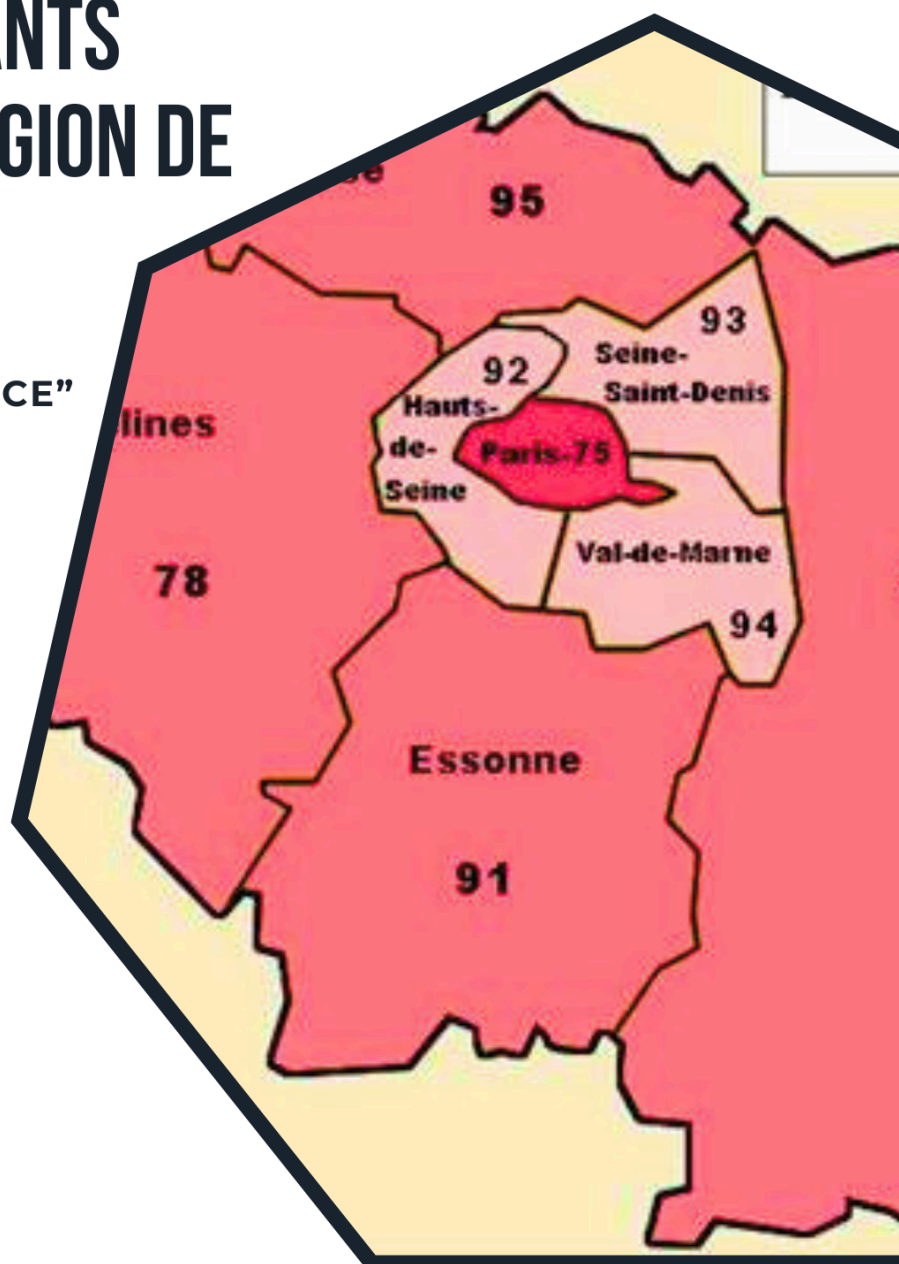 ANTS
GION DE
CE”
se
95
93
Seine-
Saint-Denis
92
Hauts-
de-
Seine
Paris-75
lines
78
Val-de-Marne
94
Essonne
91